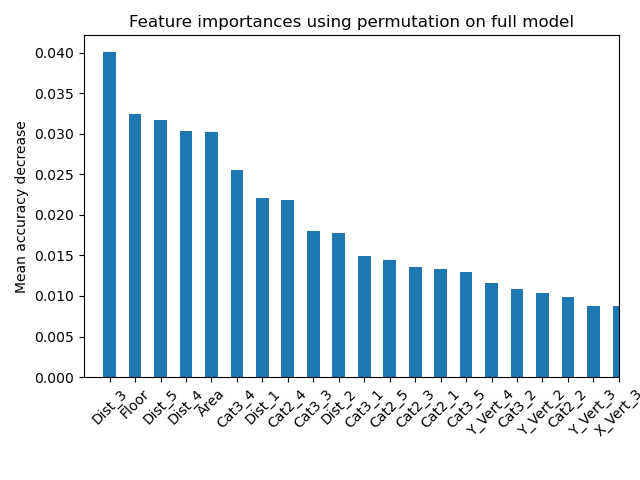 Feature importances using permutation on full model
Mean accuracy decrease
0.040
0.035
0.030
0.025
0.020
0.015
0.010
0.005
0.000
Dist_3
Floor
Dist_5
Dist_4
Area
Cat3_4
Dist_1
Cat2_4
Cat3_3
Dist_2
Cat3_1
Cat2_5
Cat2_3
Cat2_1
Cat3_5
Y_Vert_4
Cat3_2
Y_Vert_2
Cat2_2
Y_Vert_3
X_Vert_3